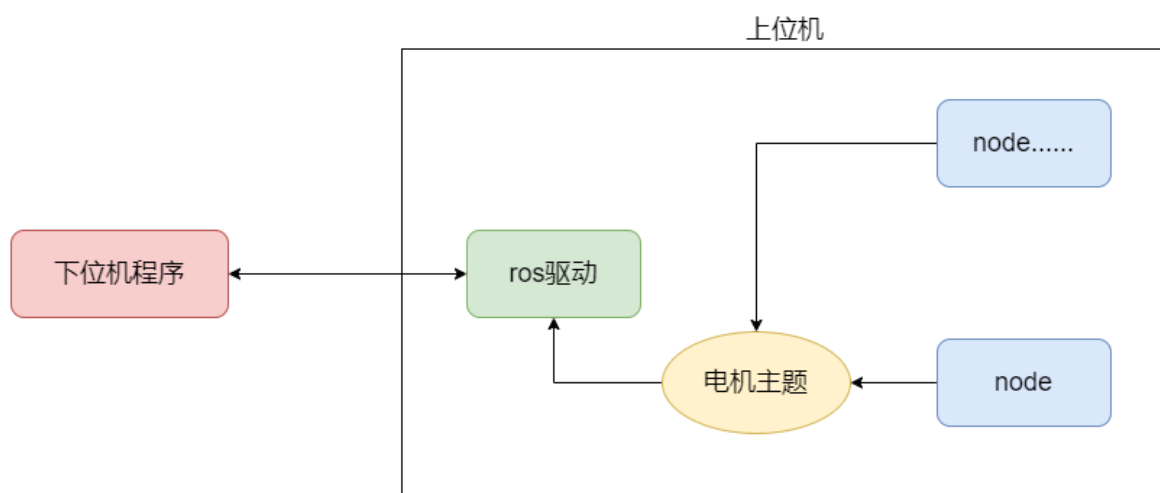 上位机
node......
下位机程序
ros驱动
电机主题
node